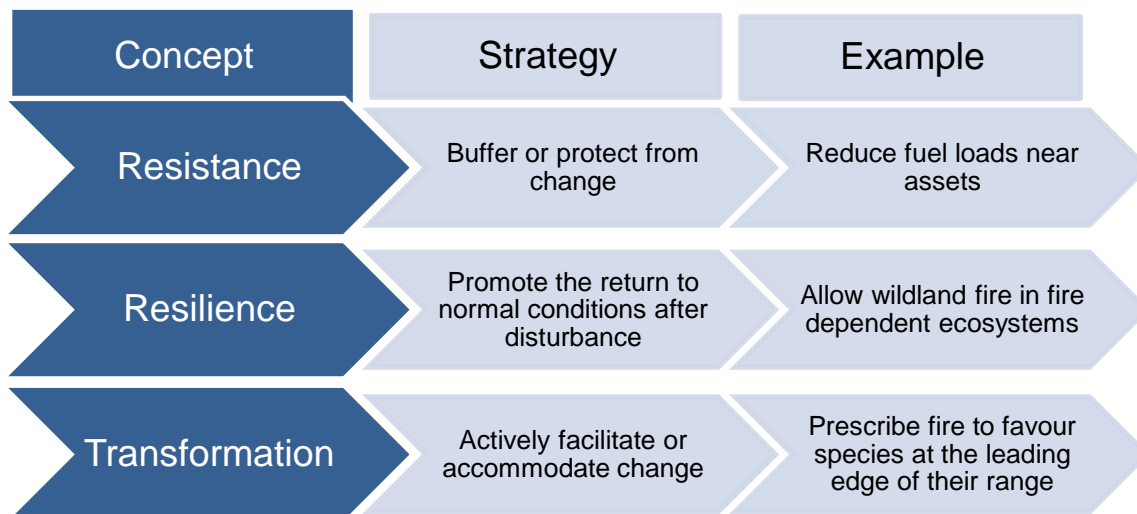 Concept
Strategy
Example
Resistance
Buffer or protect from
change
Reduce fuel loads near
assets
Resilience
Promote the return to
normal conditions after
disturbance
Allow wildland fire in fire
dependent ecosystems
Transformation
Actively facilitate or
accommodate change
Prescribe fire to favour
species at the leading
edge of their range